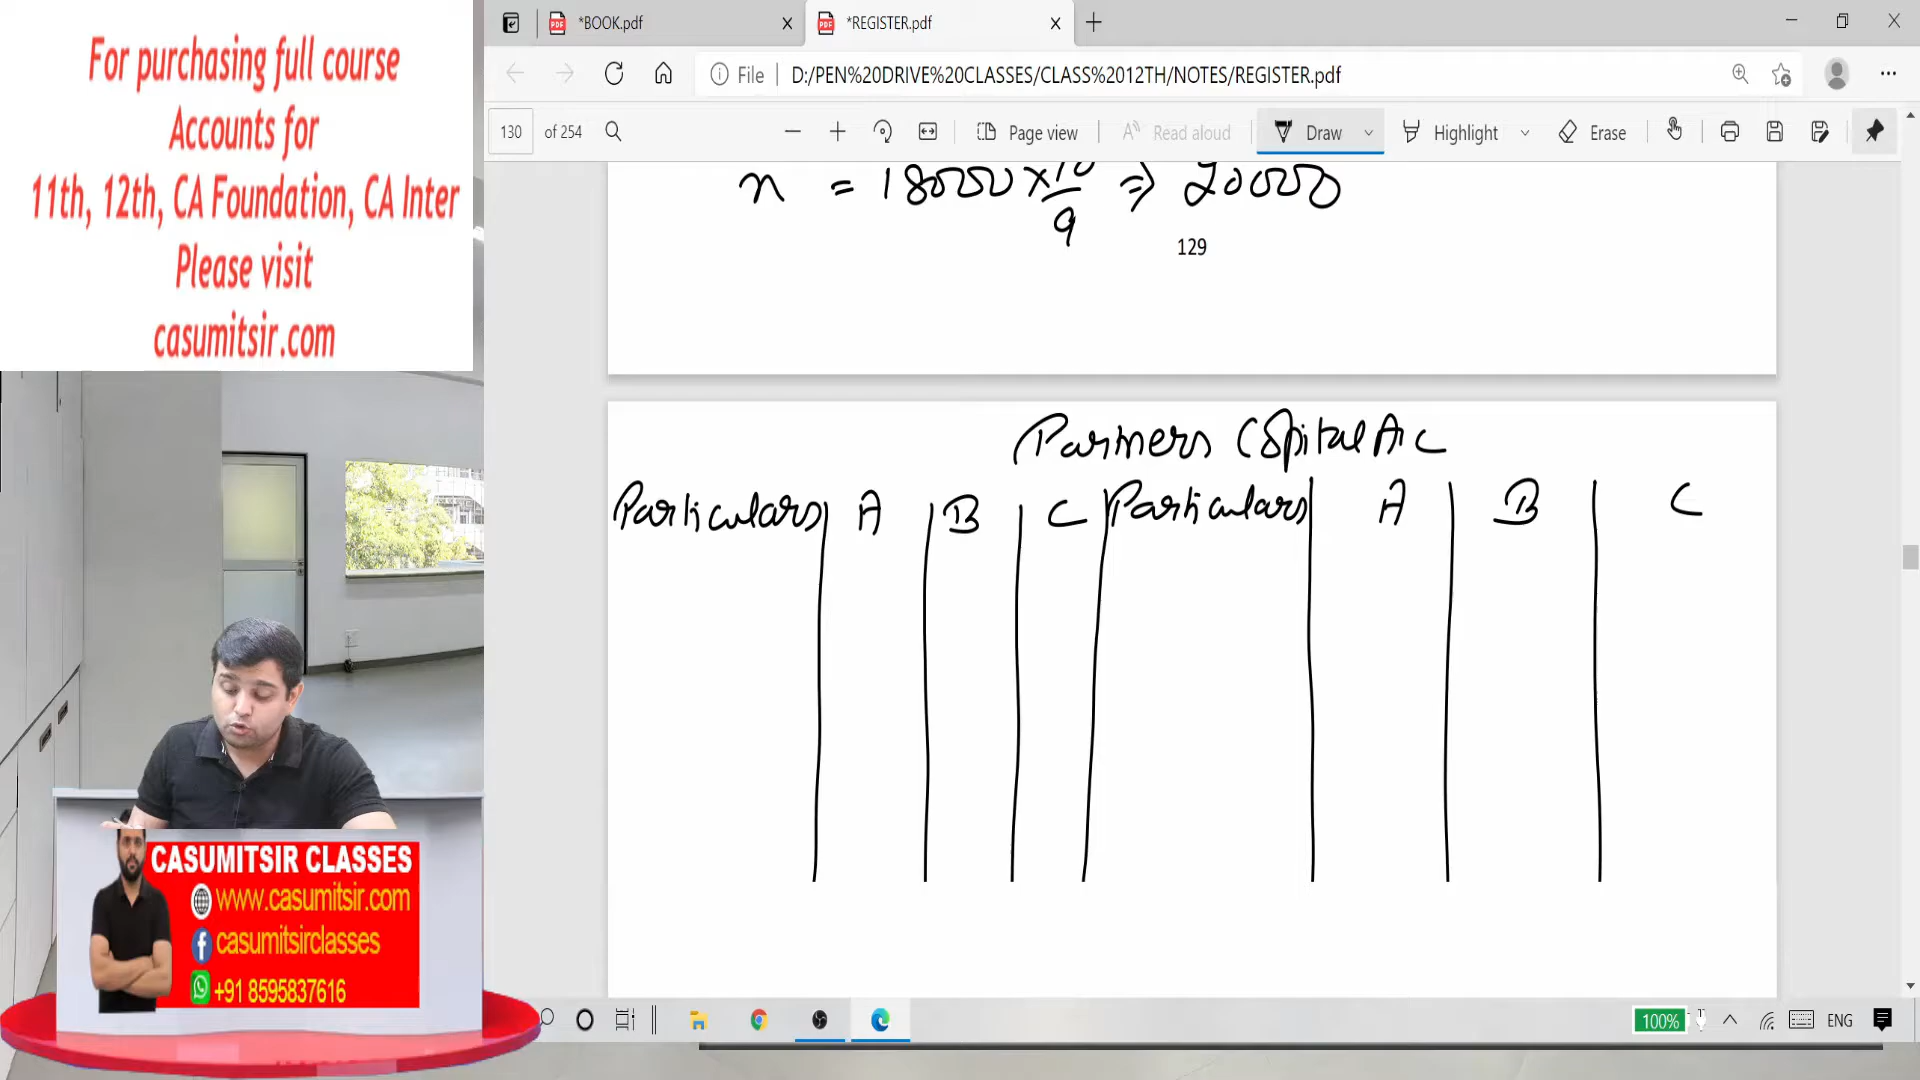 For purchasing full course
Accounts for
11th, 12th, CA Foundation, CA Inter
Please visit
casumitsir.com
*BOOK.pdf
*REGISTER.pdf
File
D:/PEN%20DRIVE%20CLASSES/CLASS%2012TH/NOTES/REGISTER.pdf
130 of 254
Page view
Read aloud
Draw
Highlight
Erase
= 18000 × 10/9 ⇒ 20000
129
Partners Capital A/c
Particulars A B C Particulars A B C
CASUMITSIR CLASSES
www.casumitsir.com
casumitsirclasses
+91 8595837616
100%
ENG